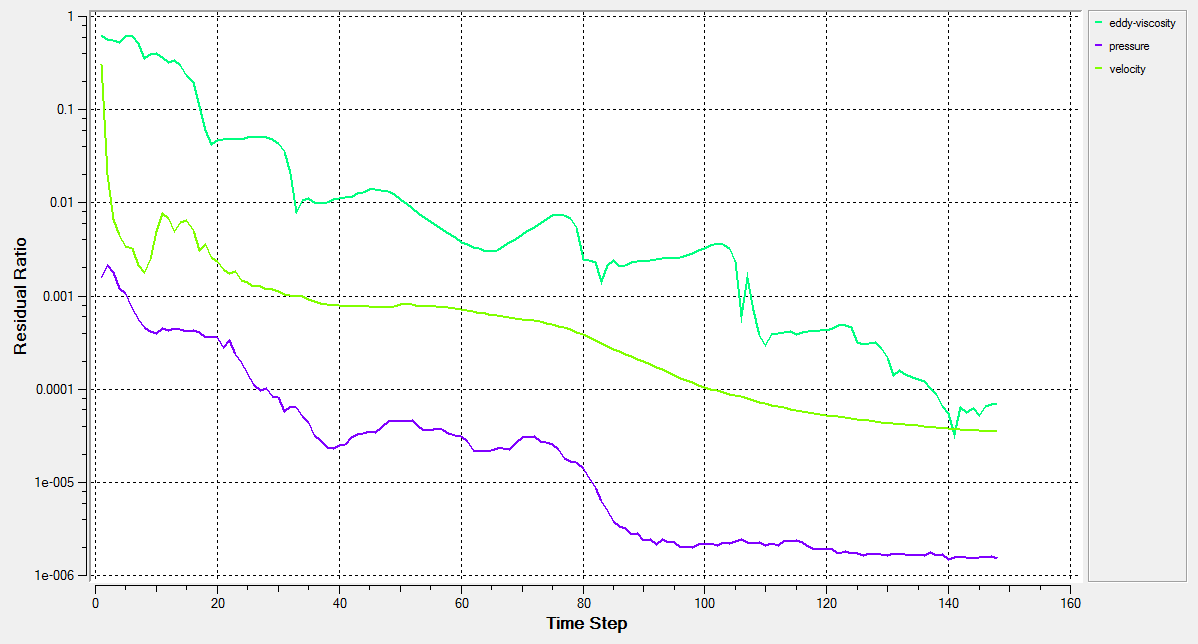 1
0.1
0.01
0.001
0.0001
1e-005
1e-006
Residual Ratio
0 20 40 60 80 100 120 140 160
Time Step
eddy-viscosity
pressure
velocity